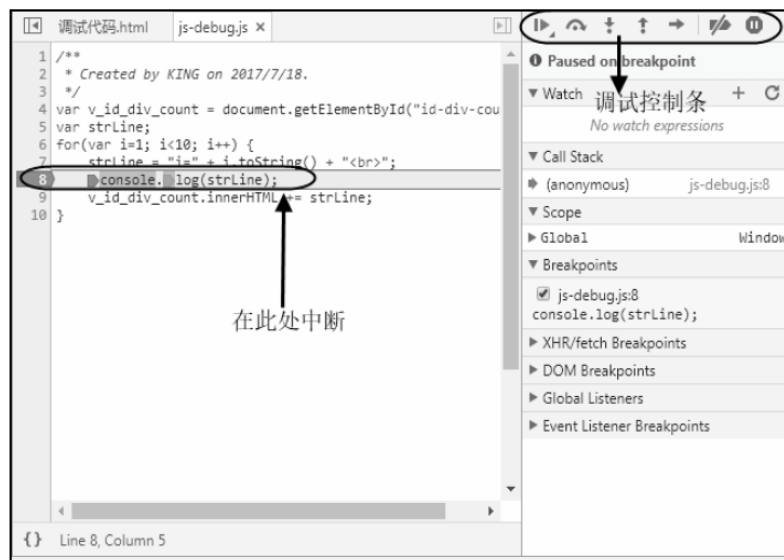 调试代码.html
js-debug.js ×
1 /**
2  * Created by KING on 2017/7/18.
3  */
4 var v_id_div_count = document.getElementById("id-div-cou
5 var strLine;
6 for(var i=1; i<10; i++) {
7     strLine = "i=" + i.toString() + "<br>";
8     console.log(strLine);
9     v_id_div_count.innerHTML += strLine;
10 }
在此处中断
{} Line 8, Column 5
Paused on breakpoint
调试控制条
Watch
No watch expressions
Call Stack
(anonymous) js-debug.js:8
Scope
Global Window
Breakpoints
js-debug.js:8
console.log(strLine);
XHR/fetch Breakpoints
DOM Breakpoints
Global Listeners
Event Listener Breakpoints